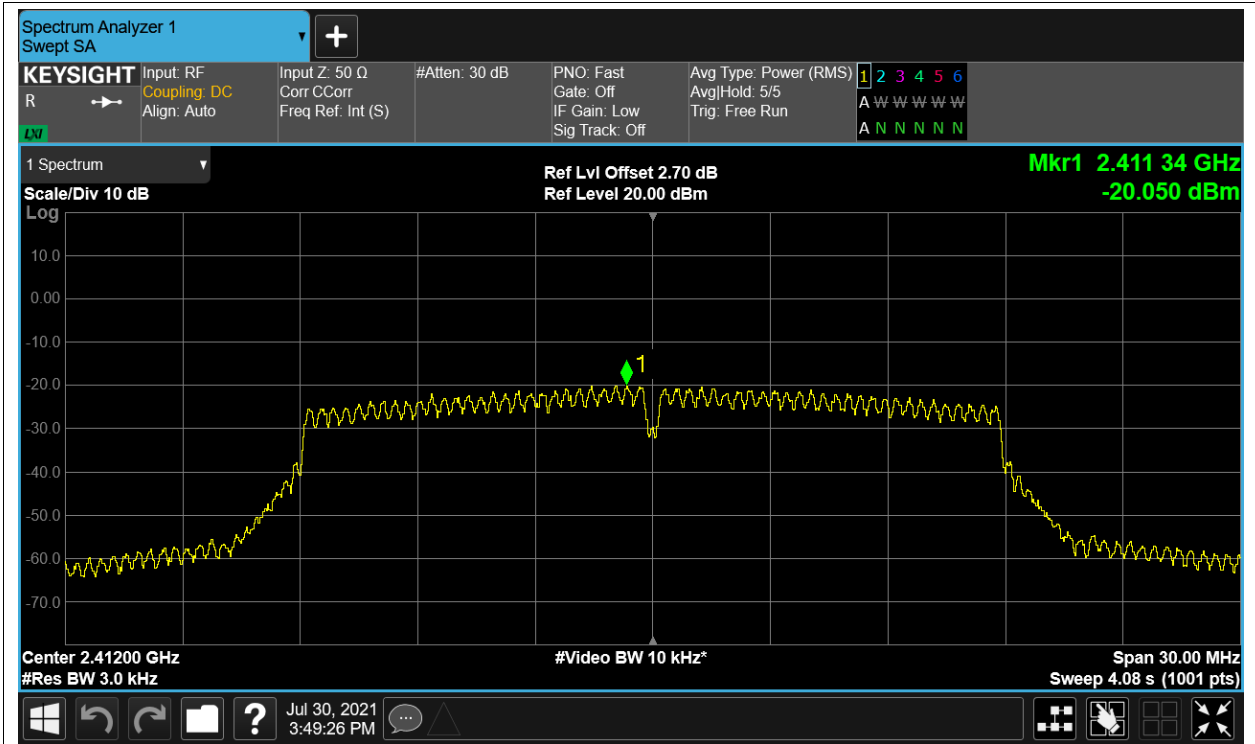 Spectrum Analyzer 1
Swept SA
KEYSIGHT
R
LXI
Input: RF
Coupling: DC
Align: Auto
Input Z: 50 Ω
Corr CCorr
Freq Ref: Int (S)
#Atten: 30 dB
PNO: Fast
Gate: Off
IF Gain: Low
Sig Track: Off
Avg Type: Power (RMS)
Avg|Hold: 5/5
Trig: Free Run
1 2 3 4 5 6
A W W W W W
A N N N N N
1 Spectrum
Scale/Div 10 dB
Log
Ref Lvl Offset 2.70 dB
Ref Level 20.00 dBm
Mkr1 2.411 34 GHz
-20.050 dBm
10.0
0.00
-10.0
-20.0
-30.0
-40.0
-50.0
-60.0
-70.0
1
Center 2.41200 GHz
#Res BW 3.0 kHz
#Video BW 10 kHz*
Span 30.00 MHz
Sweep 4.08 s (1001 pts)
?
Jul 30, 2021
3:49:26 PM